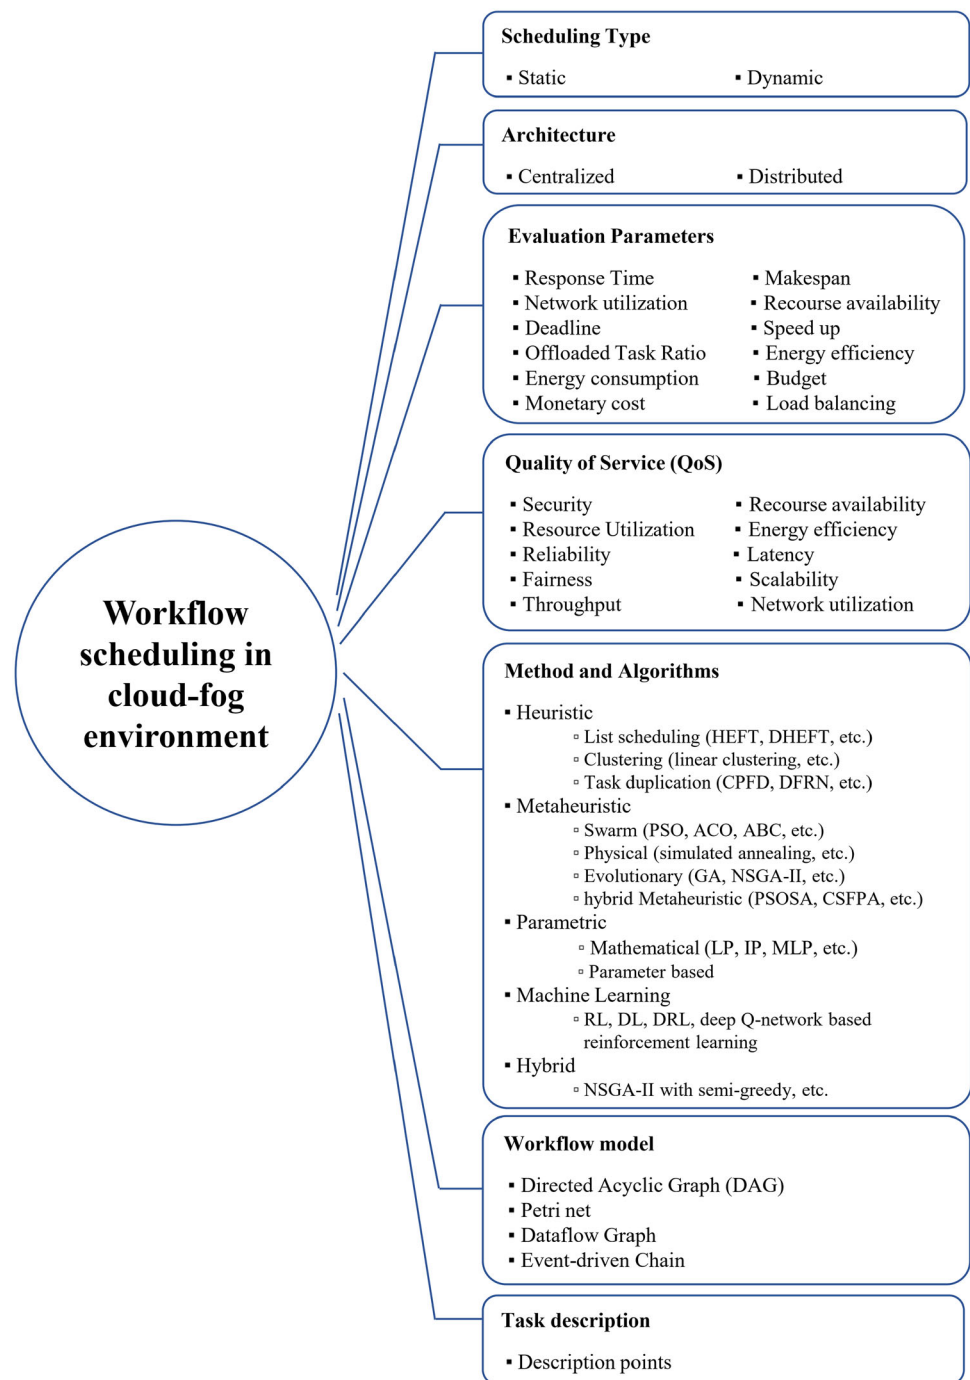 Workflow
scheduling in
cloud-fog
environment
Scheduling Type
▪ Static ▪ Dynamic
Architecture
▪ Centralized ▪ Distributed
Evaluation Parameters
▪ Response Time ▪ Makespan
▪ Network utilization ▪ Recourse availability
▪ Deadline ▪ Speed up
▪ Offloaded Task Ratio ▪ Energy efficiency
▪ Energy consumption ▪ Budget
▪ Monetary cost ▪ Load balancing
Quality of Service (QoS)
▪ Security ▪ Recourse availability
▪ Resource Utilization ▪ Energy efficiency
▪ Reliability ▪ Latency
▪ Fairness ▪ Scalability
▪ Throughput ▪ Network utilization
Method and Algorithms
▪ Heuristic
▫ List scheduling (HEFT, DHEFT, etc.)
▫ Clustering (linear clustering, etc.)
▫ Task duplication (CPFD, DFRN, etc.)
▪ Metaheuristic
▫ Swarm (PSO, ACO, ABC, etc.)
▫ Physical (simulated annealing, etc.)
▫ Evolutionary (GA, NSGA-II, etc.)
▫ hybrid Metaheuristic (PSOSA, CSFPA, etc.)
▪ Parametric
▫ Mathematical (LP, IP, MLP, etc.)
▫ Parameter based
▪ Machine Learning
▫ RL, DL, DRL, deep Q-network based
reinforcement learning
▪ Hybrid
▫ NSGA-II with semi-greedy, etc.
Workflow model
▪ Directed Acyclic Graph (DAG)
▪ Petri net
▪ Dataflow Graph
▪ Event-driven Chain
Task description
▪ Description points